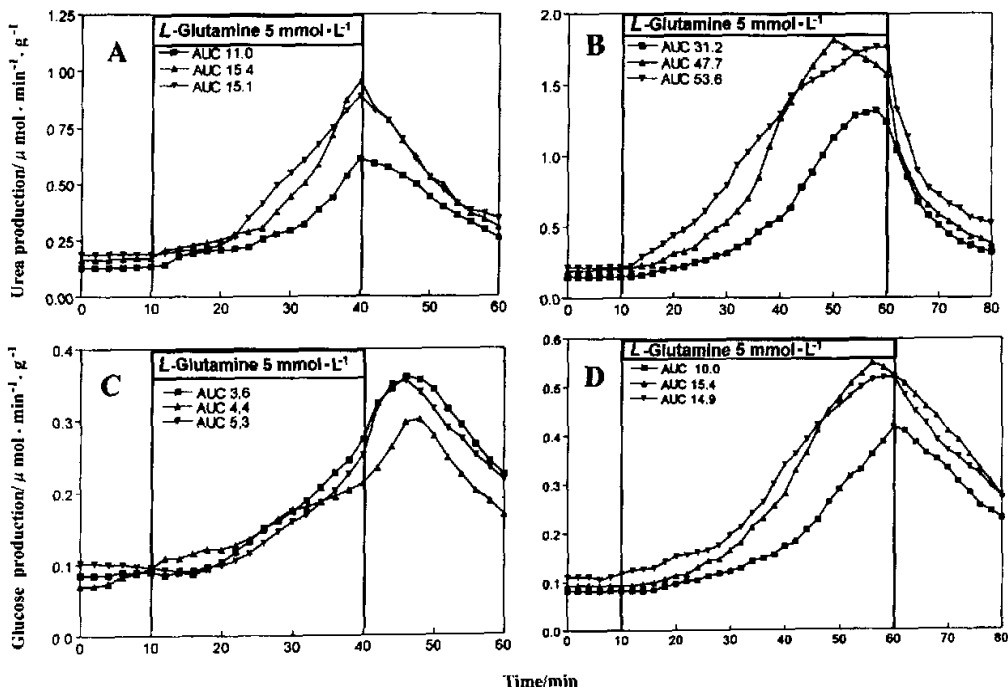 A
L-Glutamine 5 mmol·L⁻¹
AUC 11.0
AUC 15.4
AUC 15.1
Urea production/μ mol·min⁻¹·g⁻¹
1.25
1.00
0.75
0.50
0.25
0.00
0 10 20 30 40 50 60
B
L-Glutamine 5 mmol·L⁻¹
AUC 31.2
AUC 47.7
AUC 53.6
2.0
1.5
1.0
0.5
0.0
0 10 20 30 40 50 60 70 80
C
L-Glutamine 5 mmol·L⁻¹
AUC 3.6
AUC 4.4
AUC 5.3
Glucose production/μ mol·min⁻¹·g⁻¹
0.4
0.3
0.2
0.1
0.0
0 10 20 30 40 50 60
D
L-Glutamine 5 mmol·L⁻¹
AUC 10.0
AUC 15.4
AUC 14.9
0.6
0.5
0.4
0.3
0.2
0.1
0.0
0 10 20 30 40 50 60 70 80
Time/min